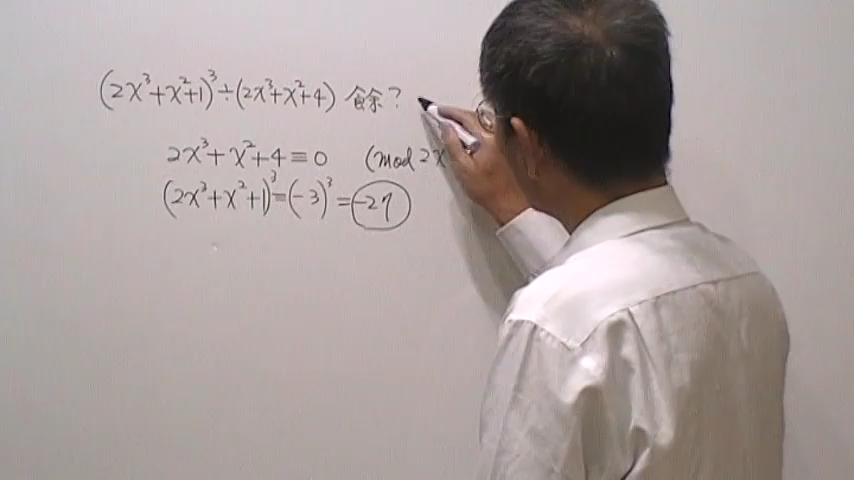 (2x³+x²+1)³÷(2x³+x²+4) 餘?
2x³+x²+4≡0 (mod 2x
(2x³+x²+1)³≡(-3)³=-27